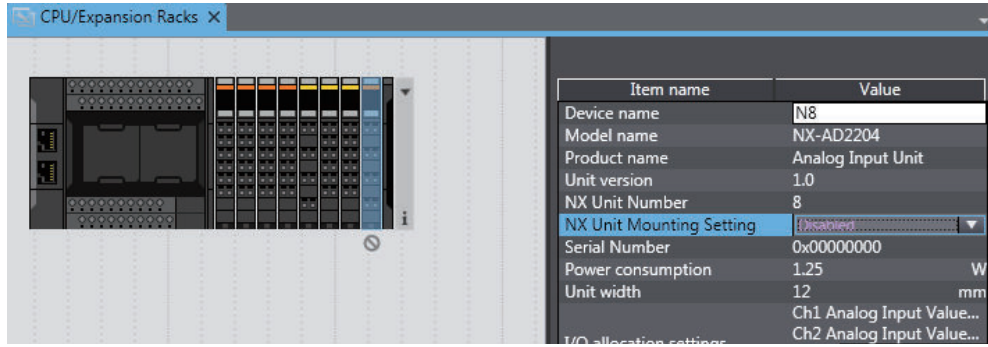 CPU/Expansion Racks X
Item name Value
Device name N8
Model name NX-AD2204
Product name Analog Input Unit
Unit version 1.0
NX Unit Number 8
NX Unit Mounting Setting Disabled
Serial Number 0x00000000
Power consumption 1.25 W
Unit width 12 mm
Ch1 Analog Input Value...
I/O allocation settings Ch2 Analog Input Value...
i